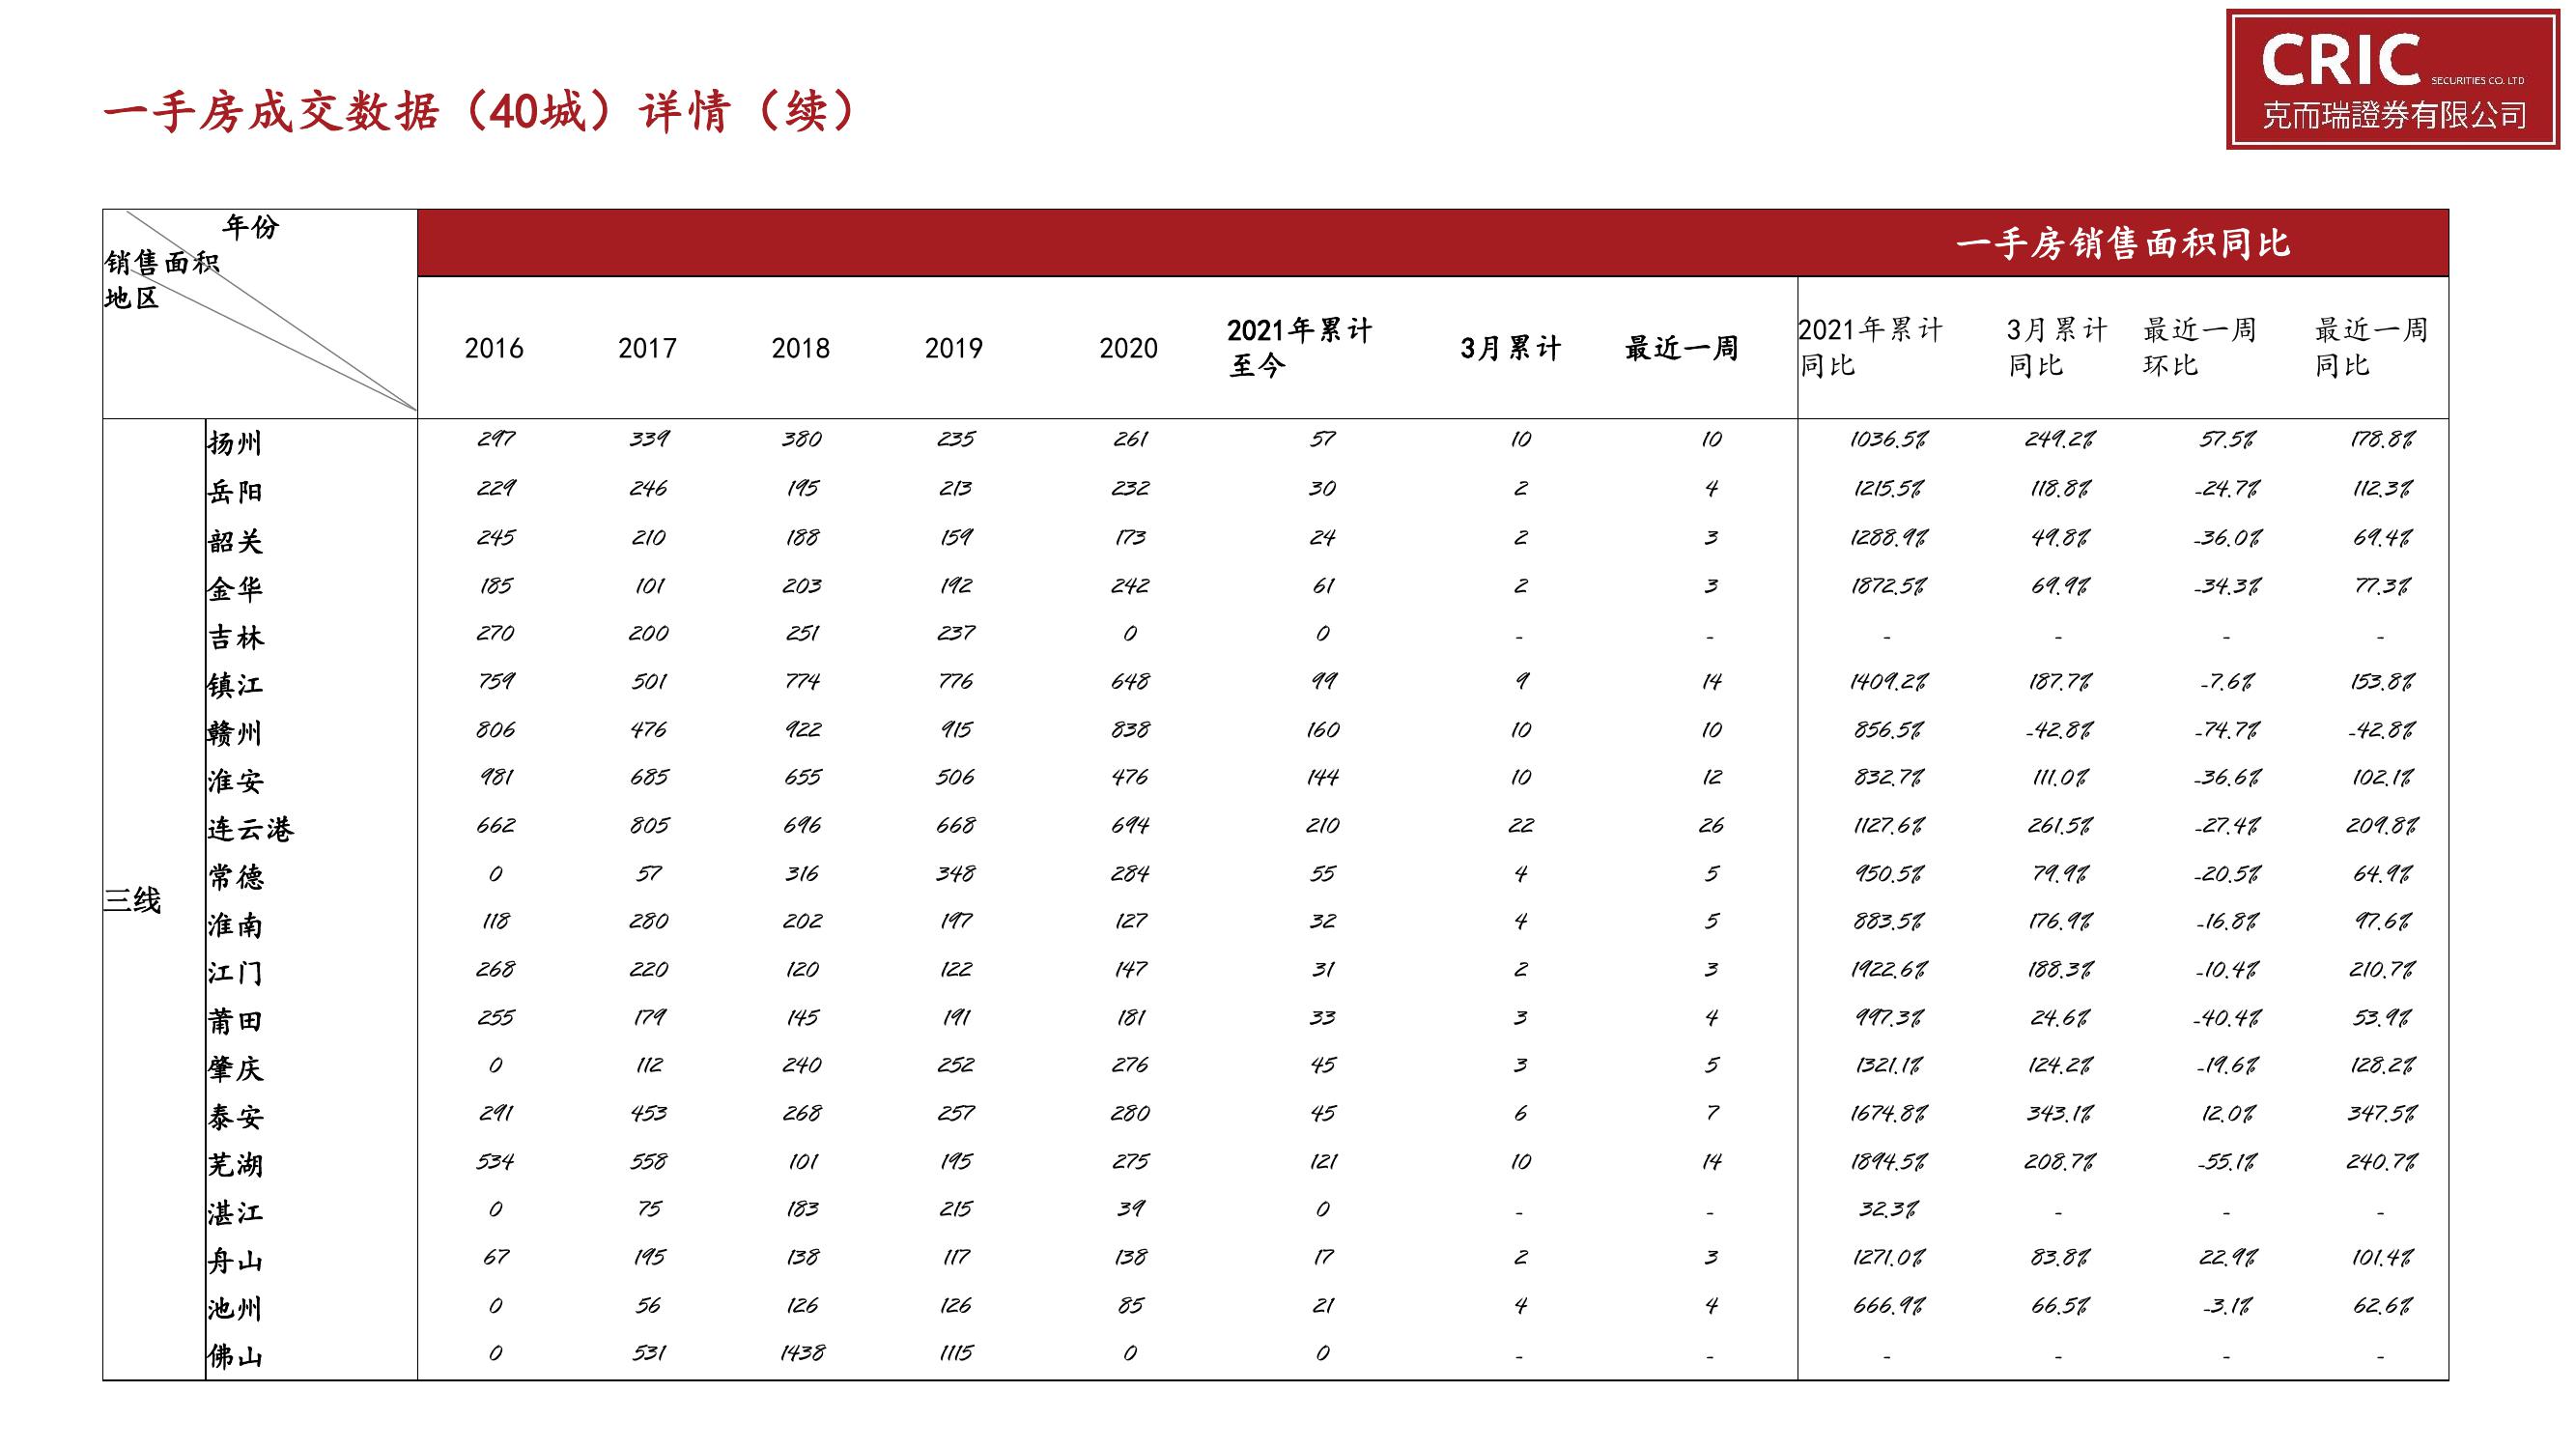 CRIC SECURITIES CO. LTD
克而瑞證券有限公司
一手房成交数据（40城）详情（续）
年份
销售面积
地区
一手房销售面积同比
2016 2017 2018 2019 2020 2021年累计至今 3月累计 最近一周 2021年累计同比 3月累计同比 最近一周环比 最近一周同比
三线
扬州 297 339 380 235 261 57 10 10 1036.5% 249.2% 57.5% 178.8%
岳阳 229 246 195 213 232 30 2 4 1215.5% 118.8% -24.7% 112.3%
韶关 245 210 188 159 173 24 2 3 1288.9% 49.8% -36.0% 69.4%
金华 185 101 203 192 242 61 2 3 1872.5% 69.9% -34.3% 77.3%
吉林 270 200 251 237 0 0 - - - - - -
镇江 759 501 774 776 648 99 9 14 1409.2% 187.7% -7.6% 153.8%
赣州 806 476 922 915 838 160 10 10 856.5% -42.8% -74.7% -42.8%
淮安 981 685 655 506 476 144 10 12 832.7% 111.0% -36.6% 102.1%
连云港 662 805 696 668 694 210 22 26 1127.6% 261.5% -27.4% 209.8%
常德 0 57 316 348 284 55 4 5 950.5% 79.9% -20.5% 64.9%
淮南 118 280 202 197 127 32 4 5 883.5% 176.9% -16.8% 97.6%
江门 268 220 120 122 147 31 2 3 1922.6% 188.3% -10.4% 210.7%
莆田 255 179 145 191 181 33 3 4 997.3% 24.6% -40.4% 53.9%
肇庆 0 112 240 252 276 45 3 5 1321.1% 124.2% -19.6% 128.2%
泰安 291 453 268 257 280 45 6 7 1674.8% 343.1% 12.0% 347.5%
芜湖 534 558 101 195 275 121 10 14 1894.5% 208.7% -55.1% 240.7%
湛江 0 75 183 215 39 0 - - 32.3% - - -
舟山 67 195 138 117 138 17 2 3 1271.0% 83.8% 22.9% 101.4%
池州 0 56 126 126 85 21 4 4 666.9% 66.5% -3.1% 62.6%
佛山 0 531 1438 1115 0 0 - - - - - -